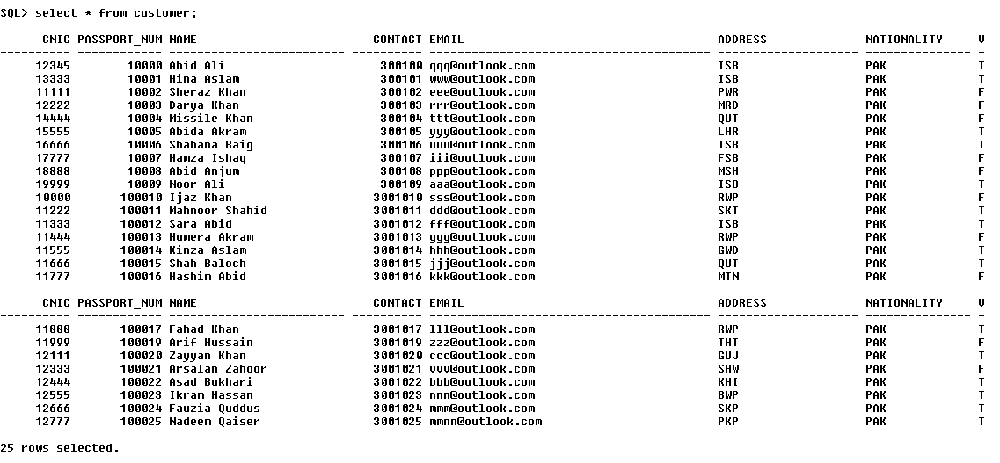 SQL> select * from customer;
CNIC PASSPORT_NUM NAME CONTACT EMAIL ADDRESS NATIONALITY V
---------- ------------ ------------------------- ---------- ---------------------------------------- -------------------- --------------- -
12345 10000 Abid Ali 300100 qqq@outlook.com ISB PAK T
13333 10001 Hina Aslam 300101 www@outlook.com ISB PAK T
11111 10002 Sheraz Khan 300102 eee@outlook.com PWR PAK F
12222 10003 Darya Khan 300103 rrr@outlook.com MRD PAK F
14444 10004 Missile Khan 300104 ttt@outlook.com QUT PAK F
15555 10005 Abida Akram 300105 yyy@outlook.com LHR PAK T
16666 10006 Shahana Baig 300106 uuu@outlook.com ISB PAK T
17777 10007 Hamza Ishaq 300107 iii@outlook.com FSB PAK F
18888 10008 Abid Anjum 300108 ppp@outlook.com MSH PAK F
19999 10009 Noor Ali 300109 aaa@outlook.com ISB PAK T
10000 100010 Ijaz Khan 3001010 sss@outlook.com RWP PAK F
11222 100011 Mahnoor Shahid 3001011 ddd@outlook.com SKT PAK T
11333 100012 Sara Abid 3001012 fff@outlook.com ISB PAK T
11444 100013 Humera Akram 3001013 ggg@outlook.com RWP PAK F
11555 100014 Kinza Aslam 3001014 hhh@outlook.com GWD PAK T
11666 100015 Shah Baloch 3001015 jjj@outlook.com QUT PAK T
11777 100016 Hashim Abid 3001016 kkk@outlook.com MTN PAK F
CNIC PASSPORT_NUM NAME CONTACT EMAIL ADDRESS NATIONALITY V
---------- ------------ ------------------------- ---------- ---------------------------------------- -------------------- --------------- -
11888 100017 Fahad Khan 3001017 lll@outlook.com RWP PAK T
11999 100019 Arif Hussain 3001019 zzz@outlook.com THT PAK F
12111 100020 Zayyan Khan 3001020 ccc@outlook.com GUJ PAK T
12333 100021 Arsalan Zahoor 3001021 vvv@outlook.com SHW PAK F
12444 100022 Asad Bukhari 3001022 bbb@outlook.com KHI PAK T
12555 100023 Ikram Hassan 3001023 nnn@outlook.com BWP PAK T
12666 100024 Fauzia Quddus 3001024 mmm@outlook.com SKP PAK T
12777 100025 Nadeem Qaiser 3001025 mmnn@outlook.com PKP PAK T
25 rows selected.